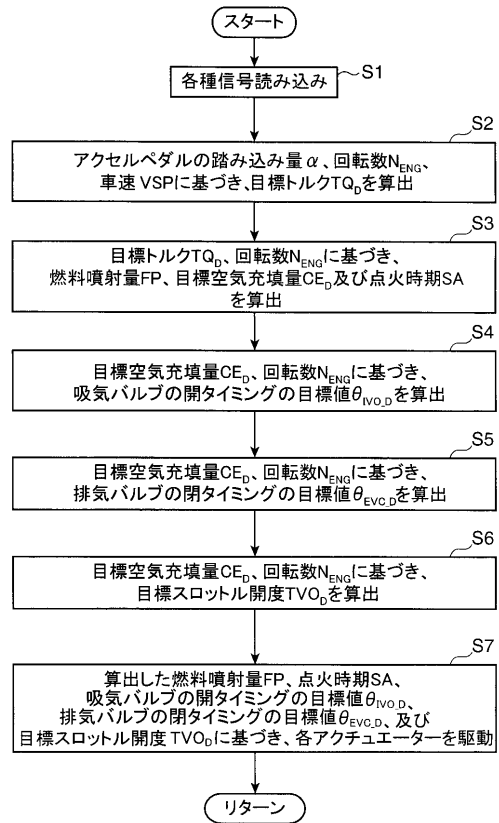 スタート
S1
各種信号読み込み
S2
アクセルペダルの踏み込み量α、回転数NENG、
車速VSPに基づき、目標トルクTQDを算出
S3
目標トルクTQD、回転数NENGに基づき、
燃料噴射量FP、目標空気充填量CED及び点火時期SA
を算出
S4
目標空気充填量CED、回転数NENGに基づき、
吸気バルブの開タイミングの目標値θIVO_Dを算出
S5
目標空気充填量CED、回転数NENGに基づき、
排気バルブの閉タイミングの目標値θEVC_Dを算出
S6
目標空気充填量CED、回転数NENGに基づき、
目標スロットル開度TVODを算出
S7
算出した燃料噴射量FP、点火時期SA、
吸気バルブの開タイミングの目標値θIVO_D、
排気バルブの閉タイミングの目標値θEVC_D、及び
目標スロットル開度TVODに基づき、各アクチュエーターを駆動
リターン